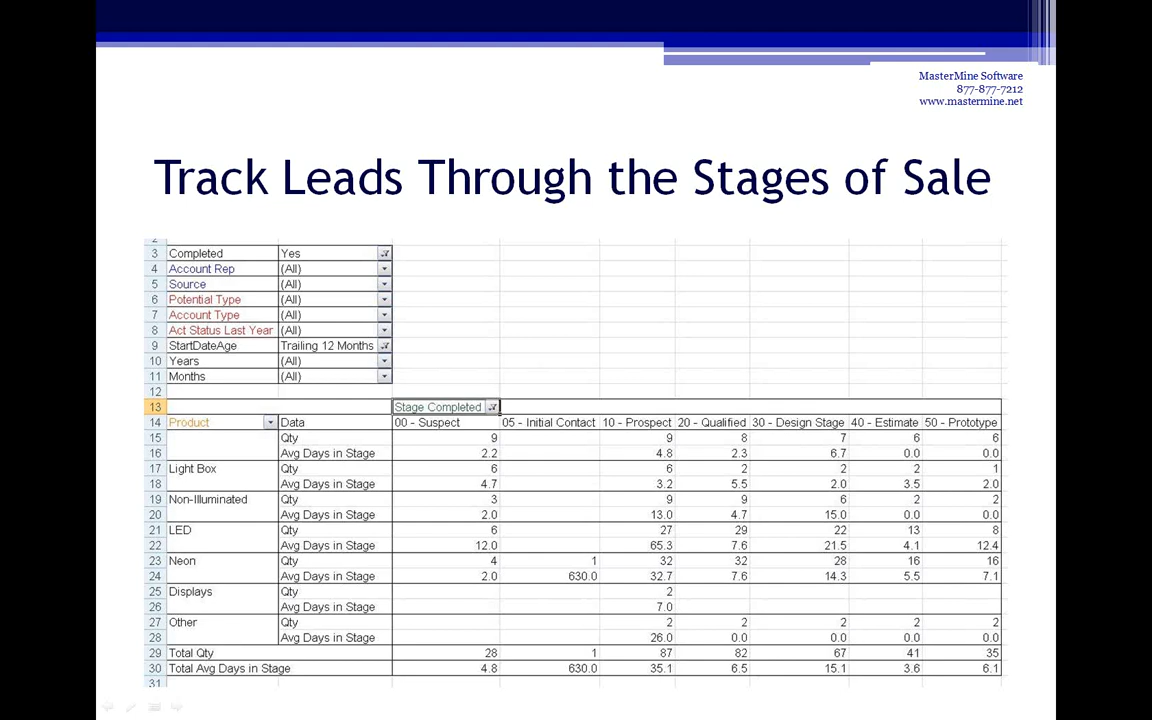 MasterMine Software
877-877-7212
www.mastermine.net
Track Leads Through the Stages of Sale
2
3 Completed Yes
4 Account Rep (All)
5 Source (All)
6 Potential Type (All)
7 Account Type (All)
8 Act Status Last Year (All)
9 StartDateAge Trailing 12 Months
10 Years (All)
11 Months (All)
12
13 Stage Completed
14 Product Data 00 - Suspect 05 - Initial Contact 10 - Prospect 20 - Qualified 30 - Design Stage 40 - Estimate 50 - Prototype
15 Qty 9 9 8 7 6 6
16 Avg Days in Stage 2.2 4.8 2.3 6.7 0.0 0.0
17 Light Box Qty 6 6 2 2 2 1
18 Avg Days in Stage 4.7 3.2 5.5 2.0 3.5 2.0
19 Non-Illuminated Qty 3 9 9 6 2 2
20 Avg Days in Stage 2.0 13.0 4.7 15.0 0.0 0.0
21 LED Qty 6 27 29 22 13 8
22 Avg Days in Stage 12.0 65.3 7.6 21.5 4.1 12.4
23 Neon Qty 4 1 32 32 28 16 16
24 Avg Days in Stage 2.0 630.0 32.7 7.6 14.3 5.5 7.1
25 Displays Qty 2
26 Avg Days in Stage 7.0
27 Other Qty 2 2 2 2 2
28 Avg Days in Stage 26.0 0.0 0.0 0.0 0.0
29 Total Qty 28 1 87 82 67 41 35
30 Total Avg Days in Stage 4.8 630.0 35.1 6.5 15.1 3.6 6.1
31